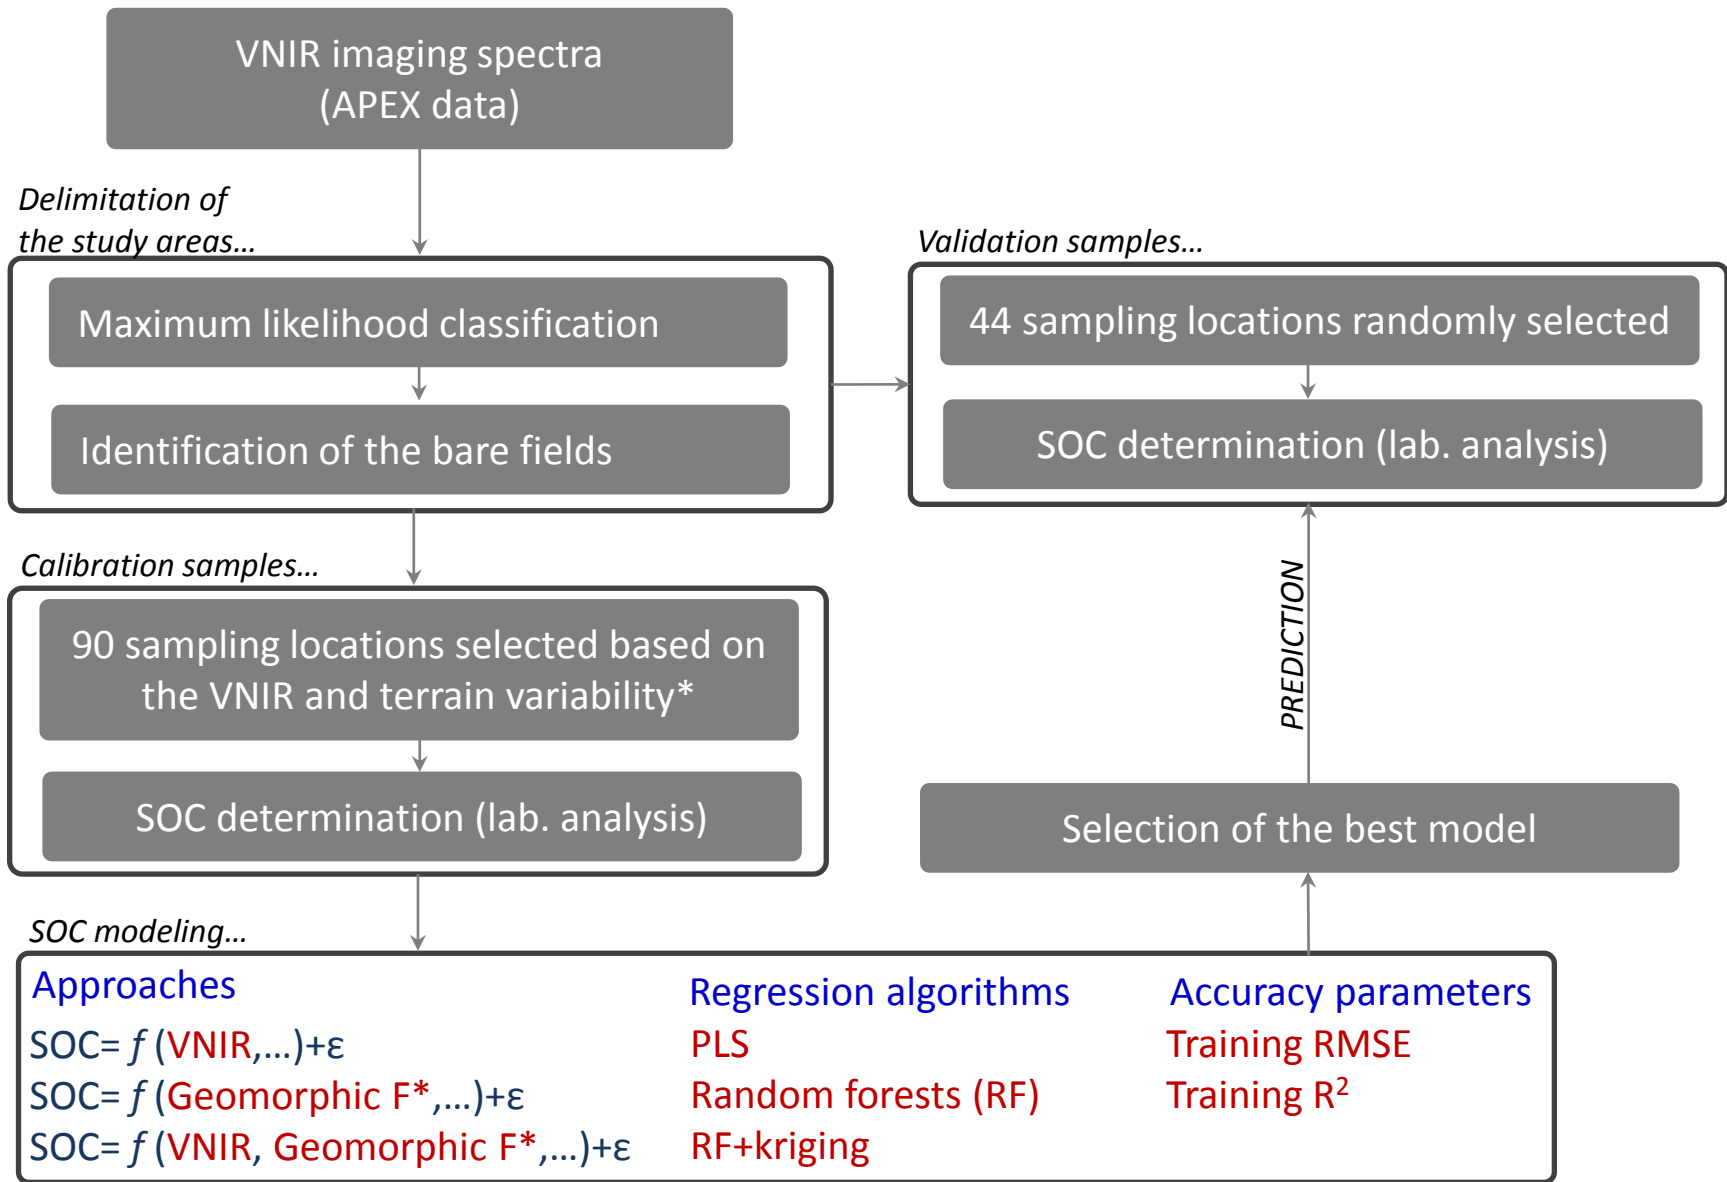 VNIR imaging spectra
(APEX data)
Delimitation of
the study areas...
Maximum likelihood classification
Identification of the bare fields
Validation samples...
44 sampling locations randomly selected
SOC determination (lab. analysis)
Calibration samples...
90 sampling locations selected based on
the VNIR and terrain variability*
SOC determination (lab. analysis)
PREDICTION
Selection of the best model
SOC modeling...
Approaches
SOC= f (VNIR,...)+ε
SOC= f (Geomorphic F*,...)+ε
SOC= f (VNIR, Geomorphic F*,...)+ε
Regression algorithms
PLS
Random forests (RF)
RF+kriging
Accuracy parameters
Training RMSE
Training R²